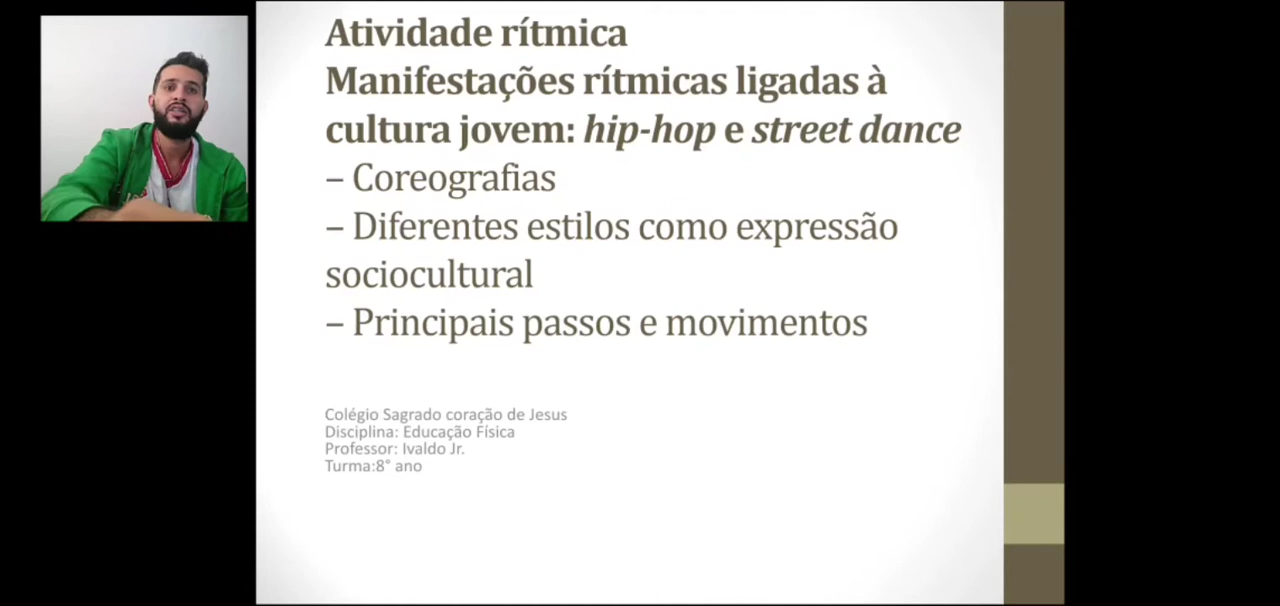 Atividade rítmica
Manifestações rítmicas ligadas à
cultura jovem: hip-hop e street dance
– Coreografias
– Diferentes estilos como expressão
sociocultural
– Principais passos e movimentos
Colégio Sagrado coração de Jesus
Disciplina: Educação Física
Professor: Ivaldo Jr.
Turma:8° ano